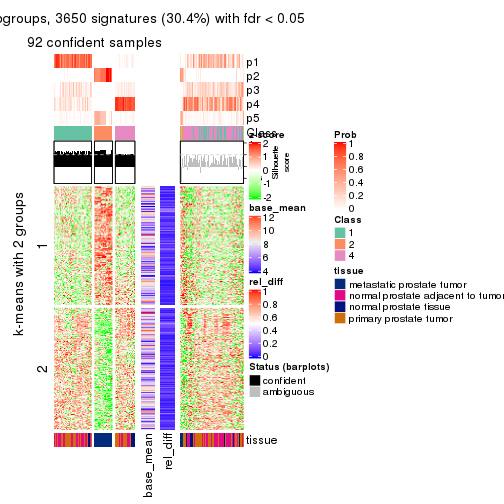 ogroups, 3650 signatures (30.4%) with fdr < 0.05
92 confident samples
p1
p2
p3
p4
p5
Class
Silhouette
score
k-means with 2 groups
1
2
base_mean
rel_diff
tissue
z-score
2
1
0
-1
-2
base_mean
12
10
8
6
4
rel_diff
1
0.8
0.6
0.4
0.2
0
Status (barplots)
confident
ambiguous
Prob
1
0.8
0.6
0.4
0.2
0
Class
1
2
4
tissue
metastatic prostate tumor
normal prostate adjacent to tumor
normal prostate tissue
primary prostate tumor